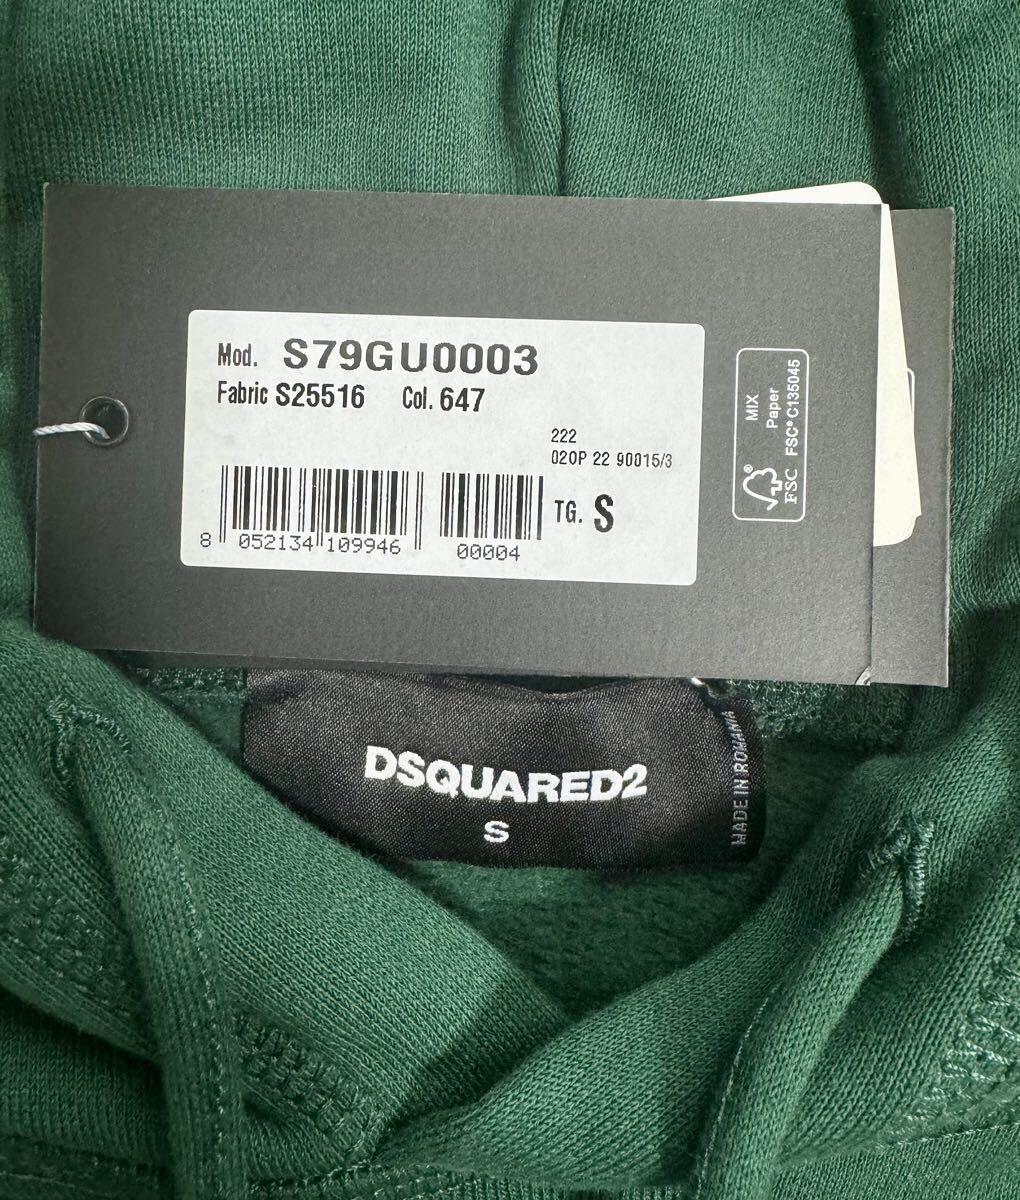 Mod. S79GU0003
Fabric S25516 Col. 647
222
020P 22 90015/3
TG. S
8 052134 109946 00004
MIX
Paper
FSC® C135045
FSC
DSQUARED2
S
MADE IN ROMANIA